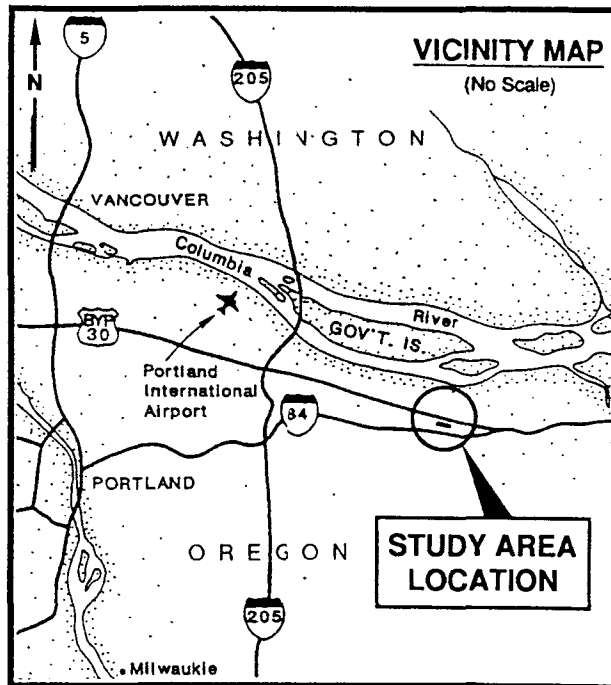 5
205
VICINITY MAP
(No Scale)
N
WASHINGTON
VANCOUVER
Columbia
River
GOV'T. IS.
BYP
30
Portland
International
Airport
84
PORTLAND
OREGON
STUDY AREA
LOCATION
205
Milwaukie